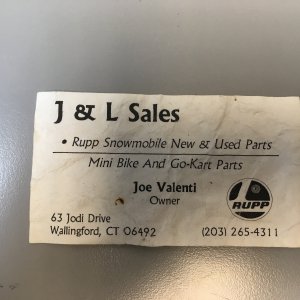 J & L Sales
• Rupp Snowmobile New & Used Parts
Mini Bike And Go-Kart Parts
Joe Valenti
Owner
RUPP
63 Jodi Drive
Wallingford, CT 06492
(203) 265-4311